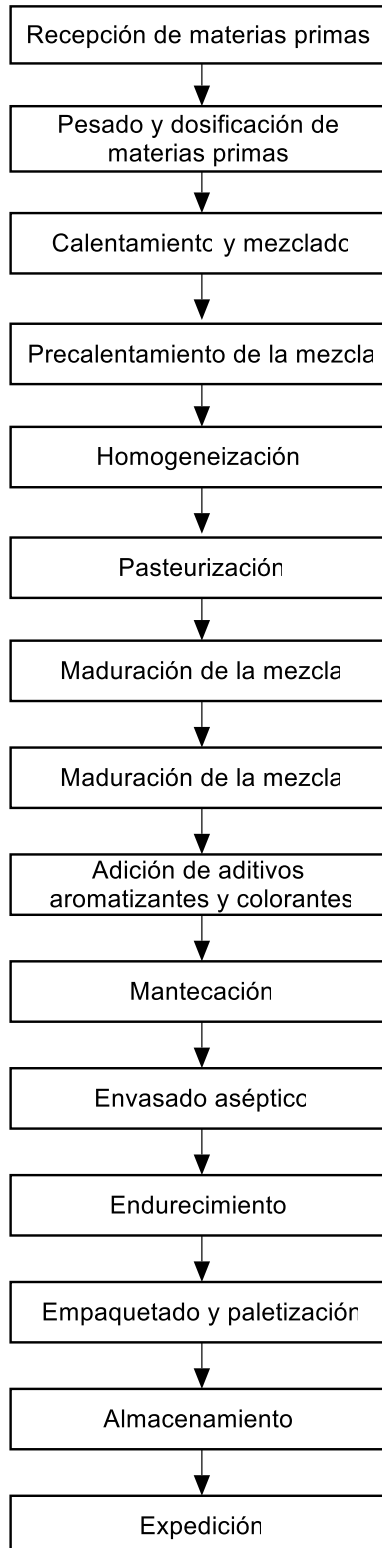 Recepción de materias primas
Pesado y dosificación de
materias primas
Calentamiento y mezclado
Precalentamiento de la mezcla
Homogeneización
Pasteurización
Maduración de la mezcla
Maduración de la mezcla
Adición de aditivos
aromatizantes y colorantes
Mantecación
Envasado aséptico
Endurecimiento
Empaquetado y paletización
Almacenamiento
Expedición